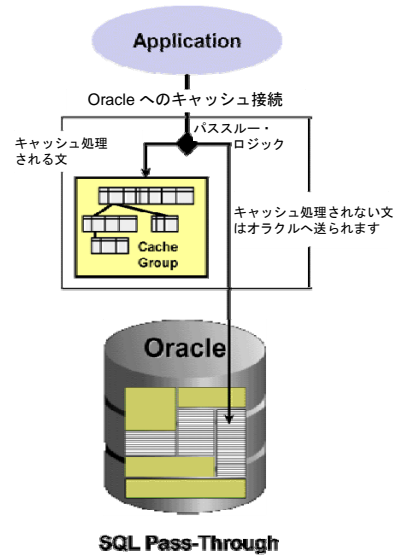 Application
Oracle へのキャッシュ接続
パススルー・
ロジック
キャッシュ処理
される文
Cache
Group
キャッシュ処理されない文
はオラクルへ送られます
Oracle
SQL Pass-Through